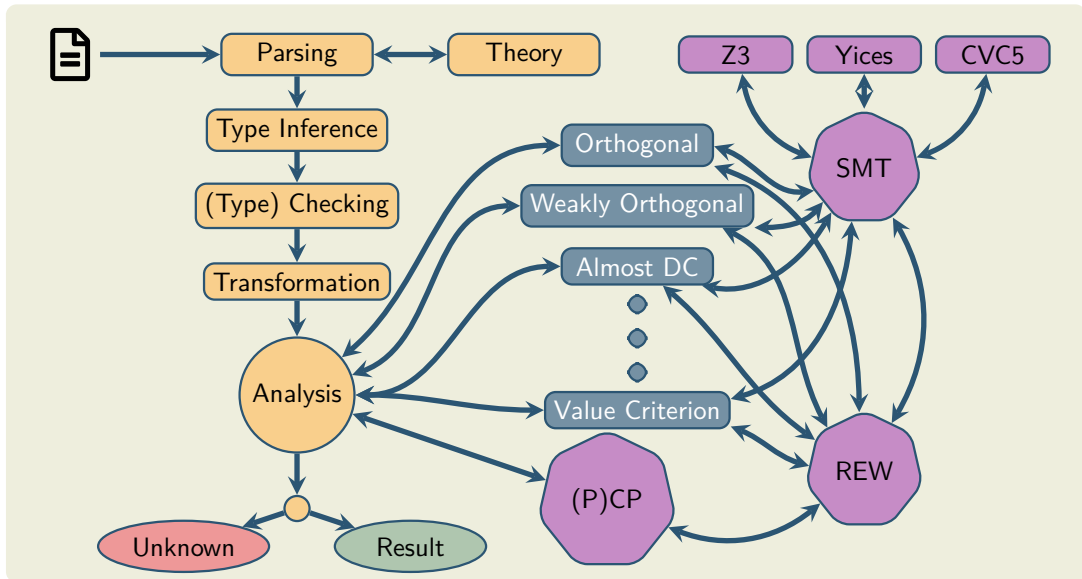 Parsing
Theory
Z3
Yices
CVC5
Type Inference
Orthogonal
SMT
(Type) Checking
Weakly Orthogonal
Transformation
Almost DC
Analysis
Value Criterion
REW
(P)CP
Unknown
Result